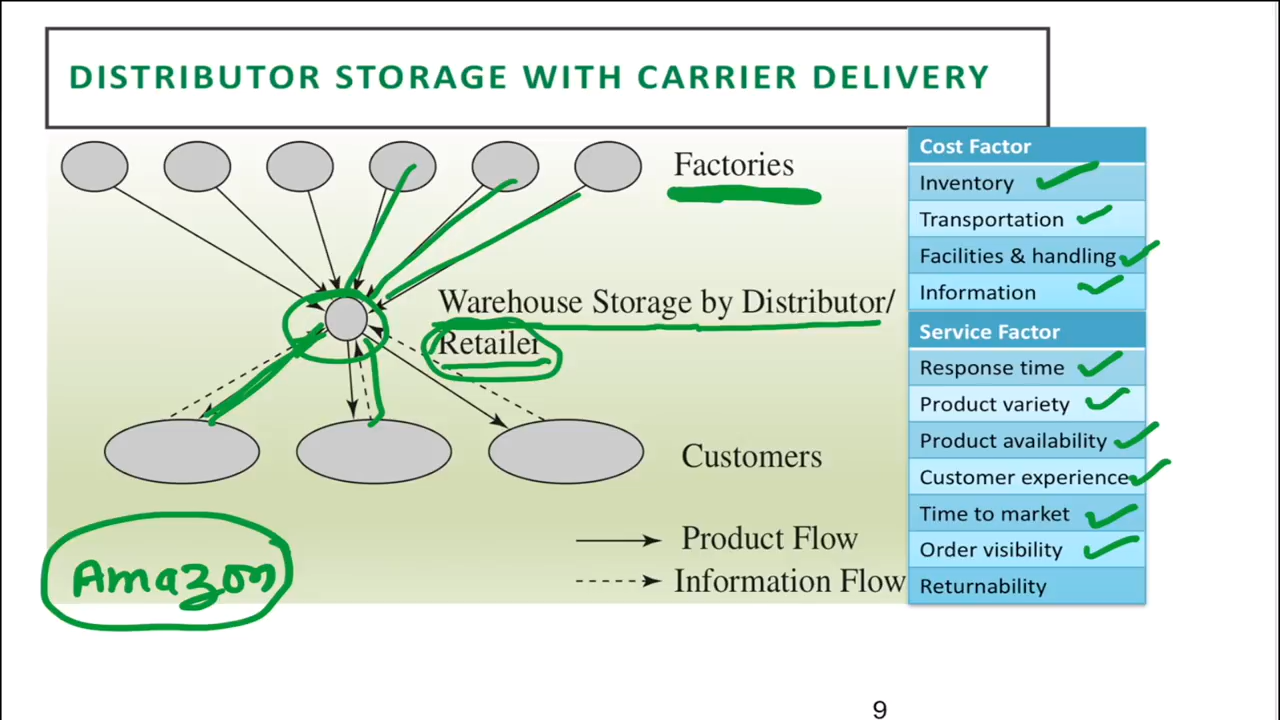 DISTRIBUTOR STORAGE WITH CARRIER DELIVERY
Factories
Warehouse Storage by Distributor/
Retailer
Customers
Product Flow
Information Flow
Amazon
Cost Factor
Inventory
Transportation
Facilities & handling
Information
Service Factor
Response time
Product variety
Product availability
Customer experience
Time to market
Order visibility
Returnability
9